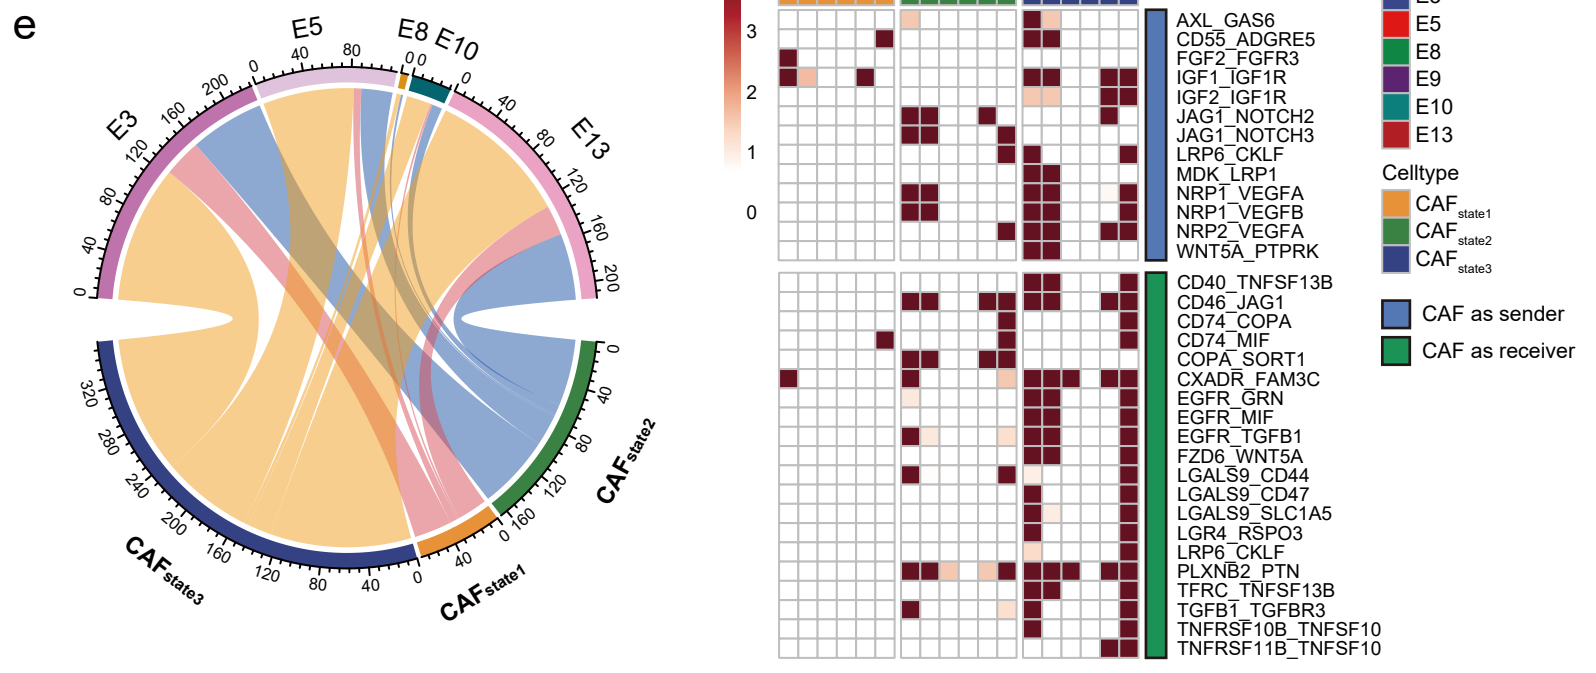 e
E3
E5
E8
E10
E13
0
40
80
120
160
200
0
40
80
0
0
0
40
80
120
160
200
0
40
80
120
160
0
40
0
40
80
120
160
200
240
280
320
CAFstate2
CAFstate1
CAFstate3
3
2
1
0
AXL_GAS6
CD55_ADGRE5
FGF2_FGFR3
IGF1_IGF1R
IGF2_IGF1R
JAG1_NOTCH2
JAG1_NOTCH3
LRP6_CKLF
MDK_LRP1
NRP1_VEGFA
NRP1_VEGFB
NRP2_VEGFA
WNT5A_PTPRK
CD40_TNFSF13B
CD46_JAG1
CD74_COPA
CD74_MIF
COPA_SORT1
CXADR_FAM3C
EGFR_GRN
EGFR_MIF
EGFR_TGFB1
FZD6_WNT5A
LGALS9_CD44
LGALS9_CD47
LGALS9_SLC1A5
LGR4_RSPO3
LRP6_CKLF
PLXNB2_PTN
TFRC_TNFSF13B
TGFB1_TGFBR3
TNFRSF10B_TNFSF10
TNFRSF11B_TNFSF10
E5
E8
E9
E10
E13
Celltype
CAFstate1
CAFstate2
CAFstate3
CAF as sender
CAF as receiver